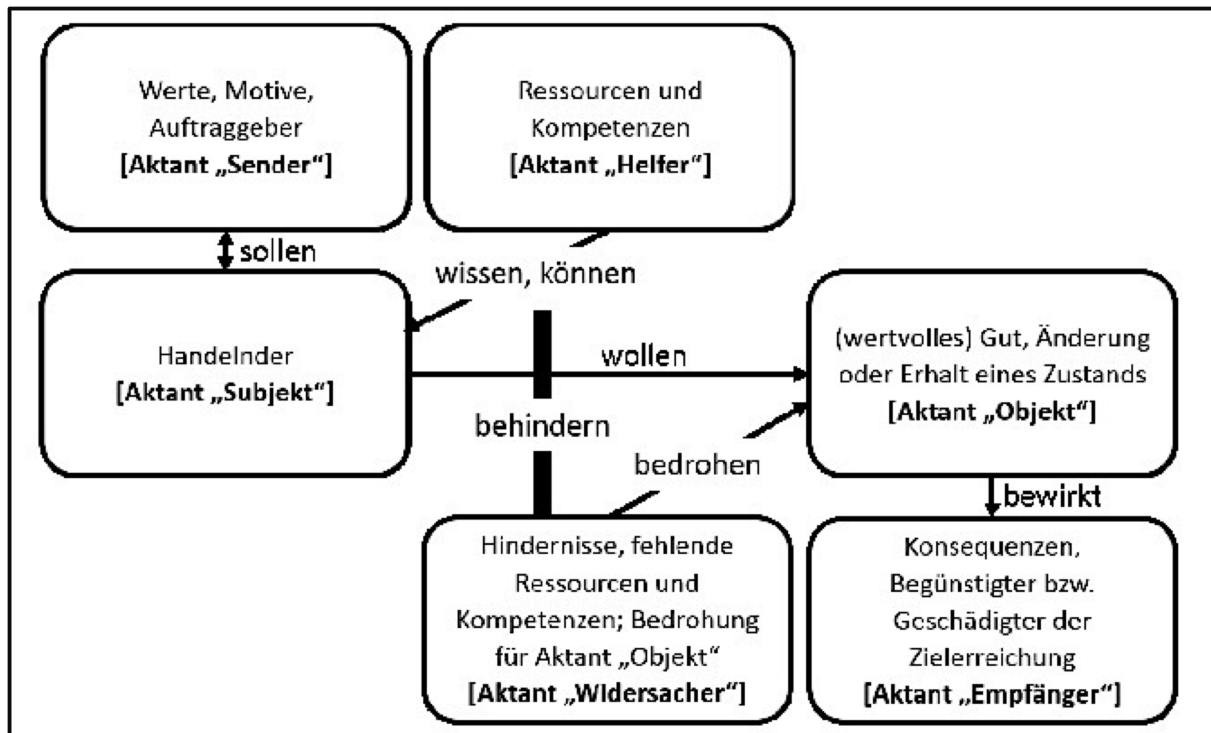 Werte, Motive,
Auftraggeber
[Aktant „Sender“]
Ressourcen und
Kompetenzen
[Aktant „Helfer“]
sollen
wissen, können
Handelnder
[Aktant „Subjekt“]
wollen
(wertvolles) Gut, Änderung
oder Erhalt eines Zustands
[Aktant „Objekt“]
behindern
bedrohen
bewirkt
Hindernisse, fehlende
Ressourcen und
Kompetenzen; Bedrohung
für Aktant „Objekt“
[Aktant „Widersacher“]
Konsequenzen,
Begünstigter bzw.
Geschädigter der
Zielerreichung
[Aktant „Empfänger“]